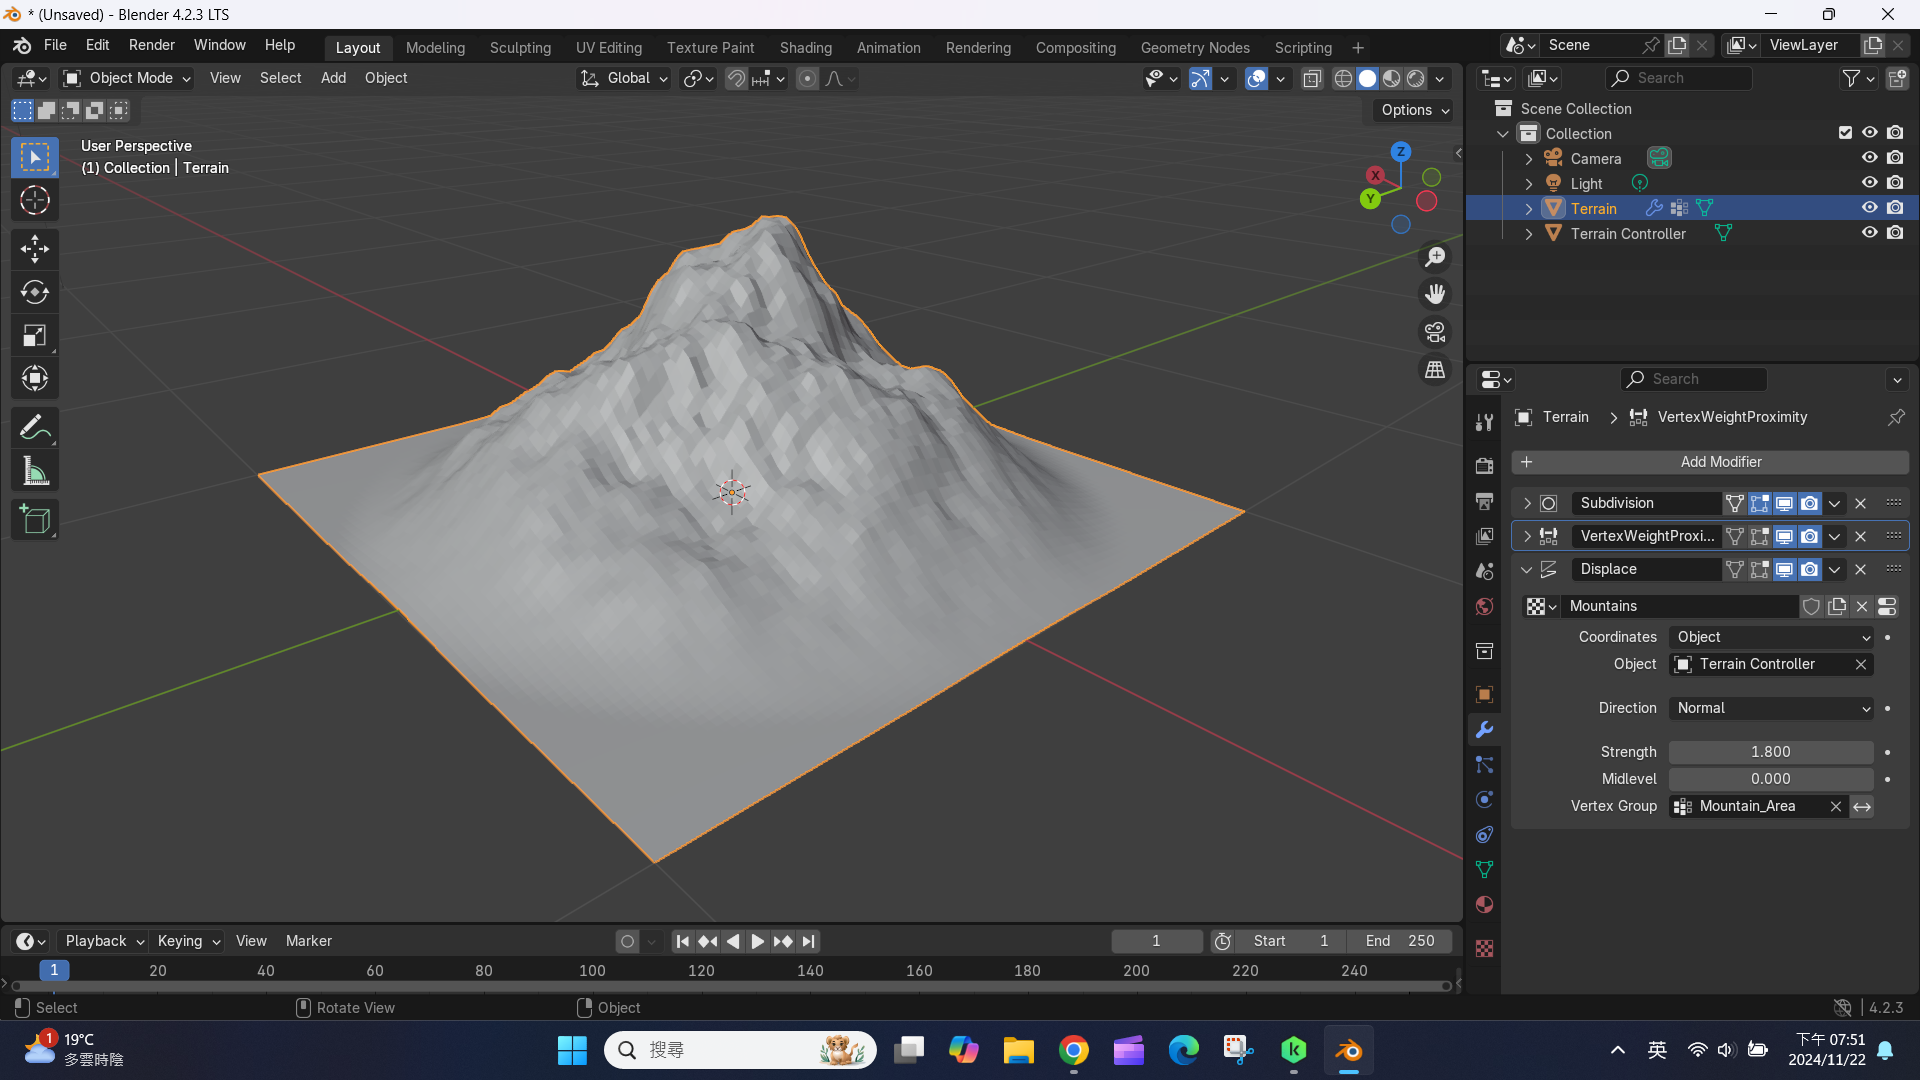 * (Unsaved) - Blender 4.2.3 LTS
File Edit Render Window Help Layout Modeling Sculpting UV Editing Texture Paint Shading Animation Rendering Compositing Geometry Nodes Scripting Scene ViewLayer
Object Mode View Select Add Object Global
Options
User Perspective
(1) Collection | Terrain
Z
X
Y
Search
Scene Collection
Collection
Camera
Light
Terrain
Terrain Controller
Search
Terrain VertexWeightProximity
Add Modifier
Subdivision
VertexWeightProxi...
Displace
Mountains
Coordinates Object
Object Terrain Controller
Direction Normal
Strength 1.800
Midlevel 0.000
Vertex Group Mountain_Area
Playback Keying View Marker 1 Start 1 End 250
1 20 40 60 80 100 120 140 160 180 200 220 240
Select Rotate View Object 4.2.3
1
19°C
多雲時陰
搜尋
英
下午 07:51
2024/11/22